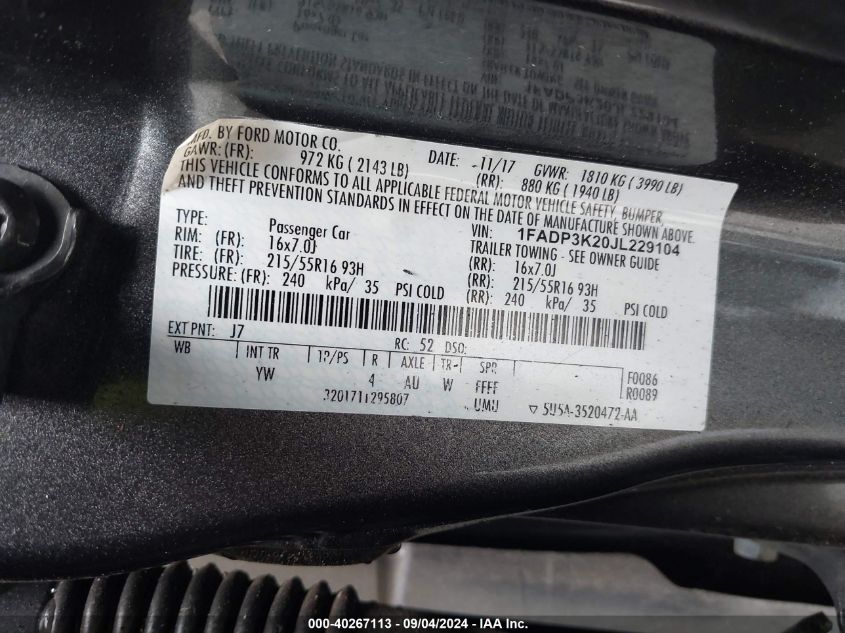 MFD. BY FORD MOTOR CO. DATE: 11/17 GVWR: 1810 KG ( 3990 LB)
GAWR: (FR): 972 KG ( 2143 LB) (RR): 880 KG ( 1940 LB)
THIS VEHICLE CONFORMS TO ALL APPLICABLE FEDERAL MOTOR VEHICLE SAFETY, BUMPER,
AND THEFT PREVENTION STANDARDS IN EFFECT ON THE DATE OF MANUFACTURE SHOWN ABOVE.
VIN: 1FADP3K20JL229104
TYPE: Passenger Car TRAILER TOWING - SEE OWNER GUIDE
RIM: (FR): 16x7.0J (RR): 16x7.0J
TIRE: (FR): 215/55R16 93H (RR): 215/55R16 93H
PRESSURE: (FR): 240 kPa/ 35 PSI COLD (RR): 240 kPa/ 35 PSI COLD
EXT PNT: J7 RC: 52 DSO:
WB INT TR TP/PS R AXLE TR SPR F0086
YW 4 AU W FFFF R0089
UMU ▽ 5U5A-3520472-AA
000-40267113 - 09/04/2024 - IAA Inc.